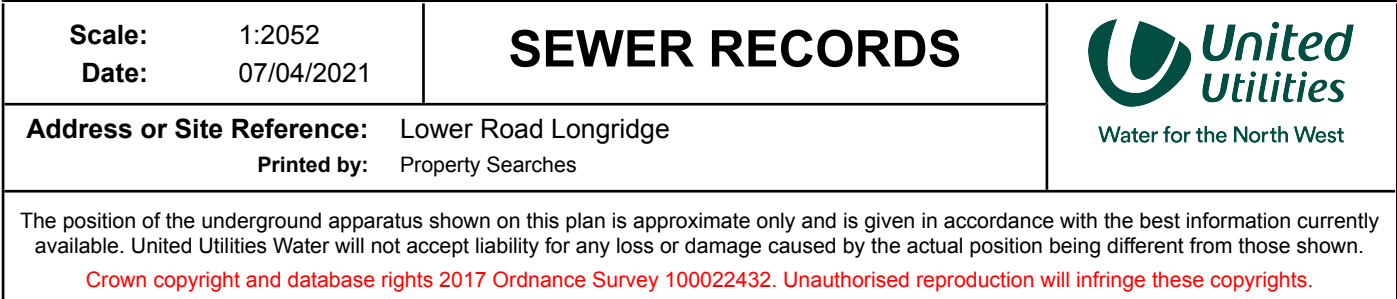 Scale: 1:2052
Date: 07/04/2021
SEWER RECORDS
United
Utilities
Water for the North West
Address or Site Reference: Lower Road Longridge
Printed by: Property Searches
The position of the underground apparatus shown on this plan is approximate only and is given in accordance with the best information currently
available. United Utilities Water will not accept liability for any loss or damage caused by the actual position being different from those shown.
Crown copyright and database rights 2017 Ordnance Survey 100022432. Unauthorised reproduction will infringe these copyrights.